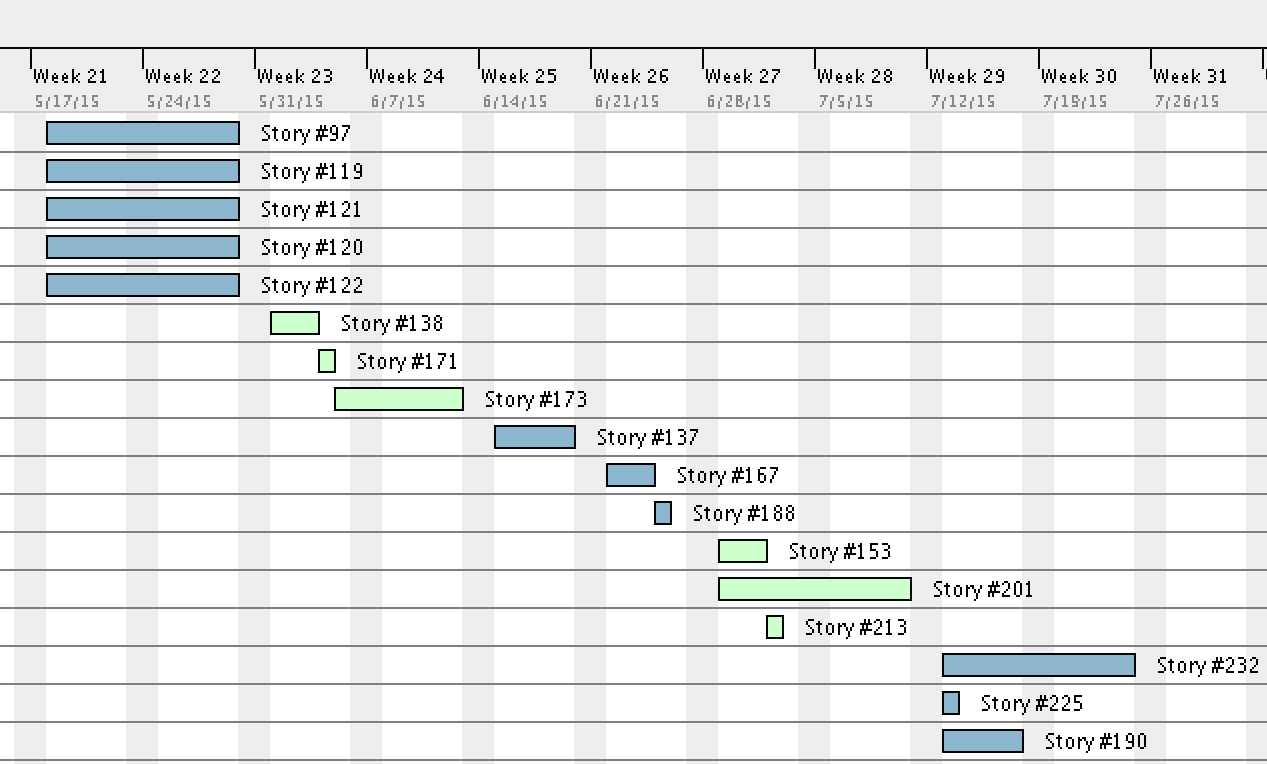 Week 21 Week 22 Week 23 Week 24 Week 25 Week 26 Week 27 Week 28 Week 29 Week 30 Week 31
5/17/15 5/24/15 5/31/15 6/7/15 6/14/15 6/21/15 6/28/15 7/5/15 7/12/15 7/19/15 7/26/15
Story #97
Story #119
Story #121
Story #120
Story #122
Story #138
Story #171
Story #173
Story #137
Story #167
Story #188
Story #153
Story #201
Story #213
Story #232
Story #225
Story #190